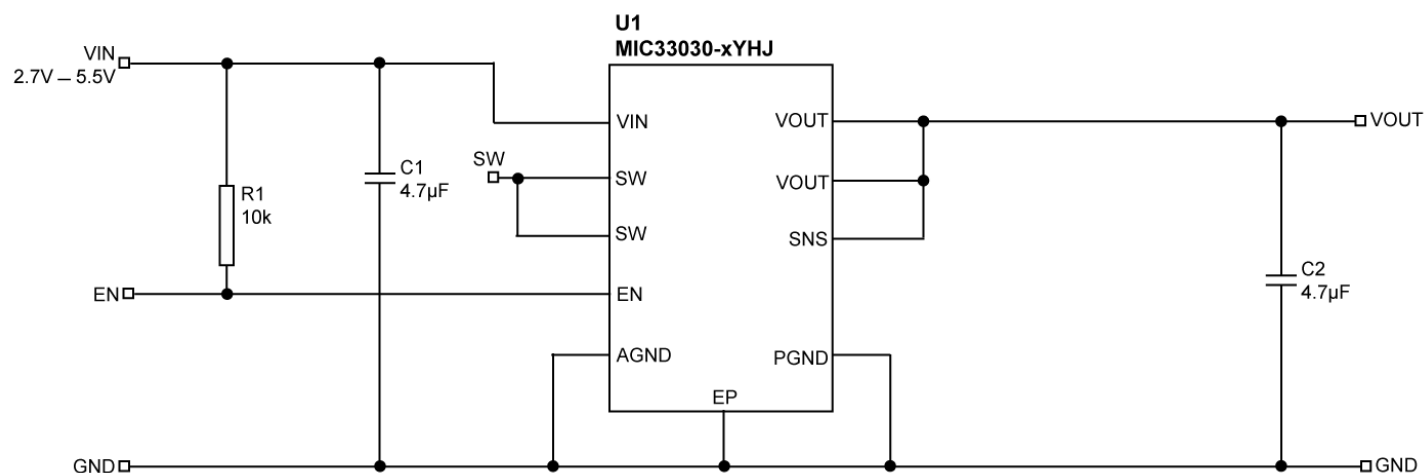 U1
MIC33030-xYHJ
VIN
2.7V – 5.5V
VIN
SW
SW
SW
EN
AGND
VOUT
VOUT
SNS
PGND
EP
C1
4.7µF
R1
10k
EN
GND
VOUT
C2
4.7µF
GND